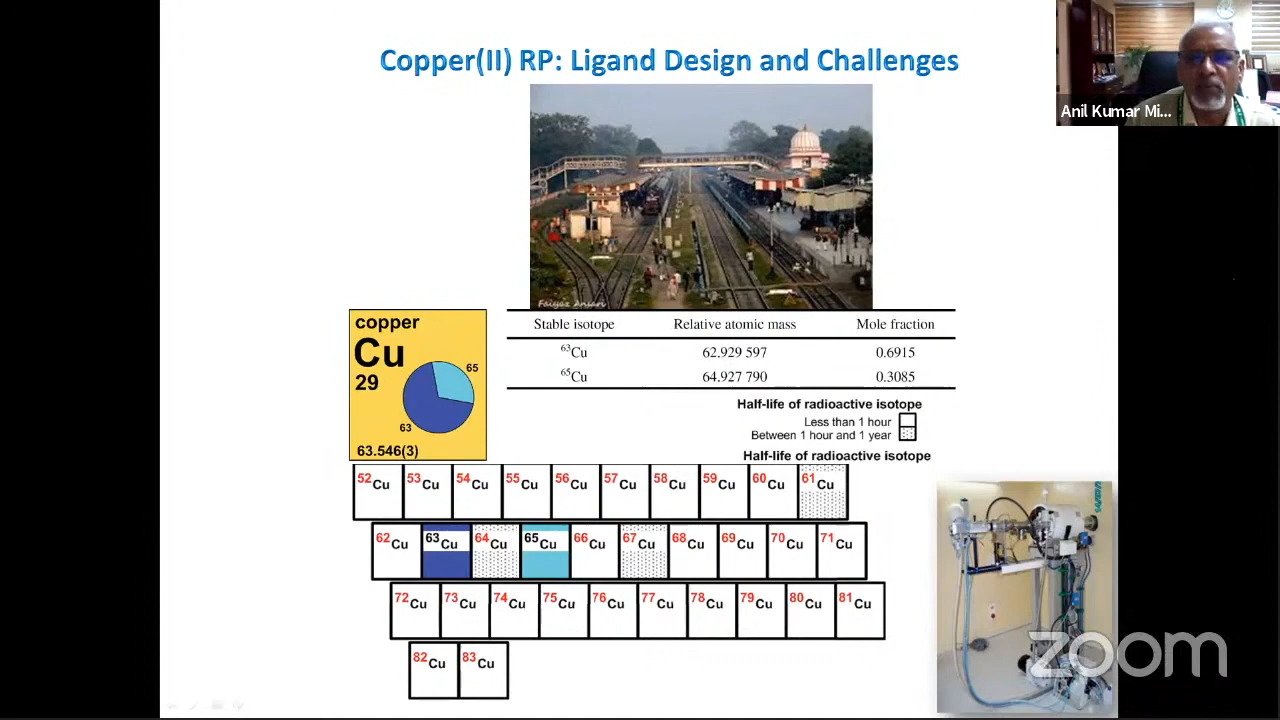 Copper(II) RP: Ligand Design and Challenges
Anil Kumar Mi...
Faigaz Ansari
copper
Cu
29
65
63
63.546(3)
Stable isotope Relative atomic mass Mole fraction
63Cu 62.929 597 0.6915
65Cu 64.927 790 0.3085
Half-life of radioactive isotope
Less than 1 hour
Between 1 hour and 1 year
Half-life of radioactive isotope
52Cu 53Cu 54Cu 55Cu 56Cu 57Cu 58Cu 59Cu 60Cu 61Cu
62Cu 63Cu 64Cu 65Cu 66Cu 67Cu 68Cu 69Cu 70Cu 71Cu
72Cu 73Cu 74Cu 75Cu 76Cu 77Cu 78Cu 79Cu 80Cu 81Cu
82Cu 83Cu
zoom